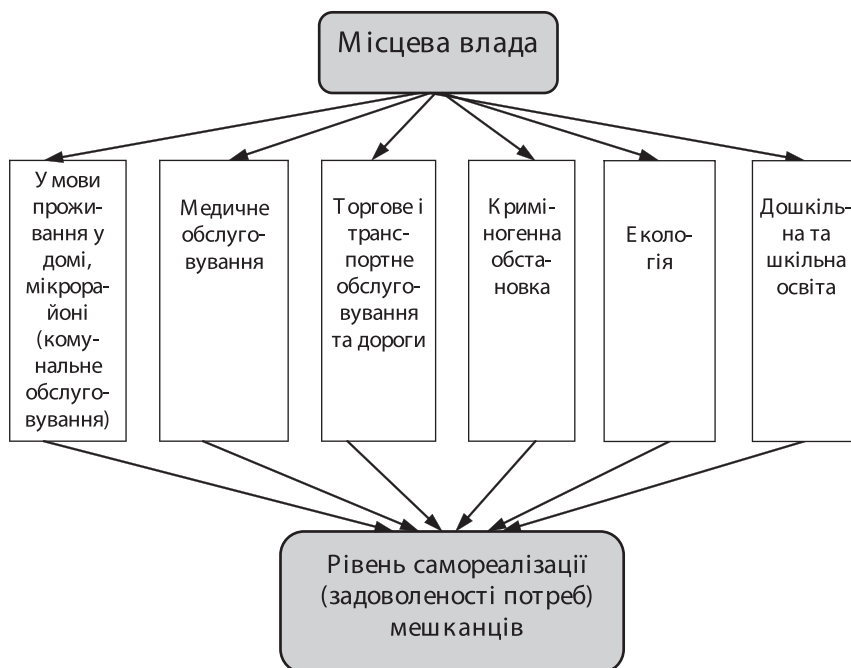 Місцева влада
Умови
прожи-
вання у
домі,
мікрора-
йоні
(кому-
нальне
обслуго-
вування)
Медичне
обслуго-
вування
Торгове і
транс-
портне
обслуго-
вування
та дороги
Кримі-
ногенна
обста-
новка
Еколо-
гія
Дошкіль-
на та
шкільна
освіта
Рівень самореалізації
(задоволеності потреб)
мешканців